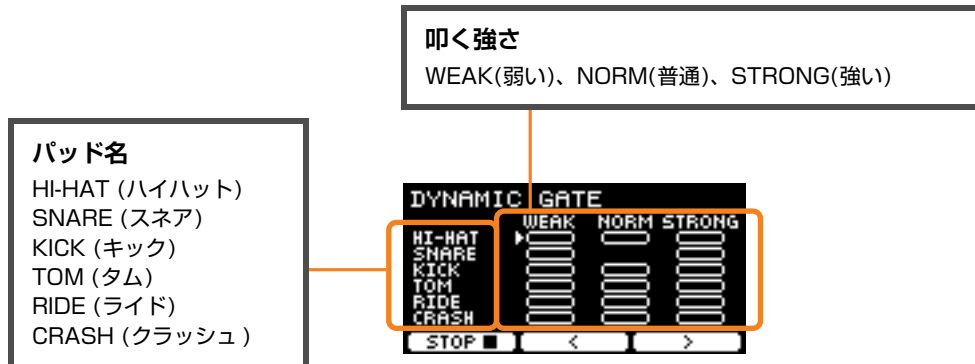 叩く強さ
WEAK(弱い)、NORM(普通)、STRONG(強い)
パッド名
HI-HAT (ハイハット)
SNARE (スネア)
KICK (キック)
TOM (タム)
RIDE (ライド)
CRASH (クラッシュ )
DYNAMIC GATE
WEAK NORM STRONG
HI-HAT
SNARE
KICK
TOM
RIDE
CRASH
STOP ■ < >